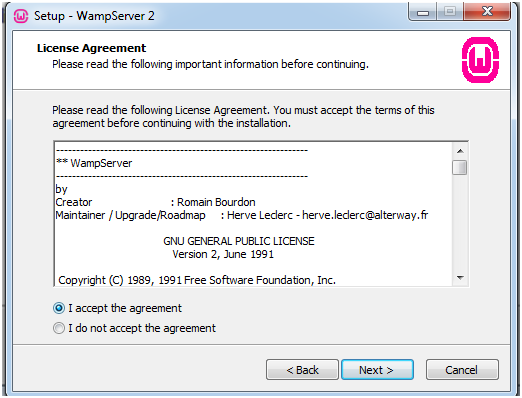 Setup - WampServer 2
License Agreement
Please read the following important information before continuing.
Please read the following License Agreement. You must accept the terms of this
agreement before continuing with the installation.
------------------------------------------------------------
** WampServer
------------------------------------------------------------
by
Creator : Romain Bourdon
Maintainer / Upgrade/Roadmap : Herve Leclerc - herve.leclerc@alterway.fr
GNU GENERAL PUBLIC LICENSE
Version 2, June 1991
Copyright (C) 1989, 1991 Free Software Foundation, Inc.
I accept the agreement
I do not accept the agreement
< Back Next > Cancel